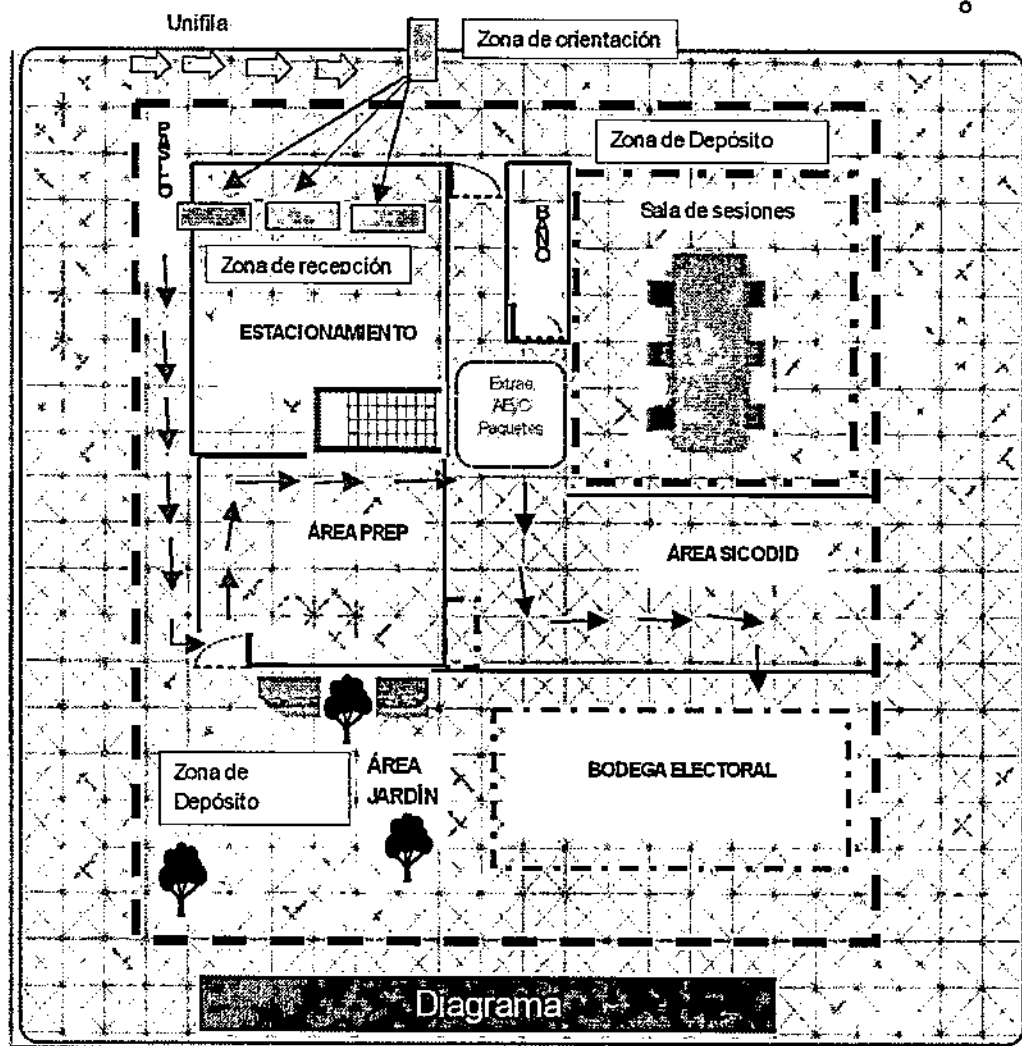 Unifila
Zona de orientación
PASILLO
Zona de Depósito
BAÑO
Sala de sesiones
Zona de recepción
ESTACIONAMIENTO
Extrae.
AE/C
Paquetes
ÁREA PREP
ÁREA SICODID
Zona de
Depósito
ÁREA
JARDÍN
BODEGA ELECTORAL
Diagrama